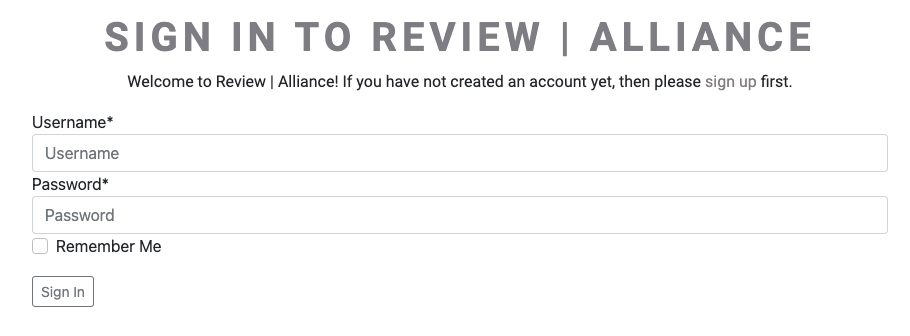 SIGN IN TO REVIEW | ALLIANCE
Welcome to Review | Alliance! If you have not created an account yet, then please sign up first.
Username*
Username
Password*
Password
Remember Me
Sign In